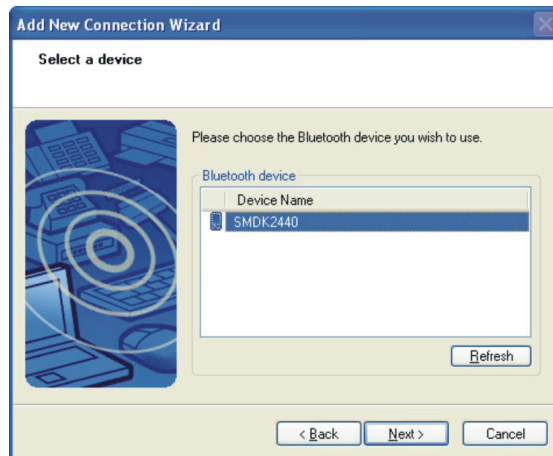 Add New Connection Wizard
Select a device
Please choose the Bluetooth device you wish to use.
Bluetooth device
Device Name
SMDK2440
Refresh
< Back Next > Cancel